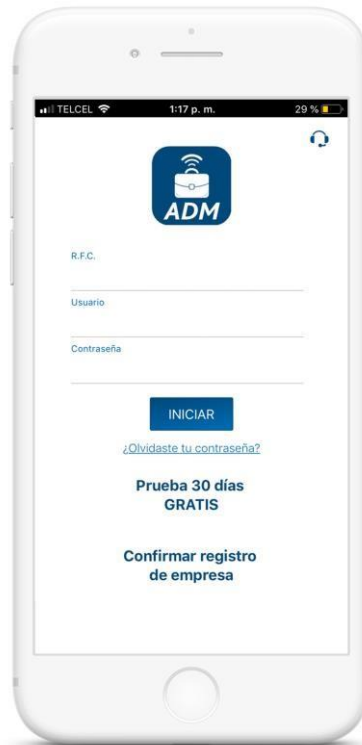 TELCEL 1:17 p. m. 29 %
ADM
R.F.C.
Usuario
Contraseña
INICIAR
¿Olvidaste tu contraseña?
Prueba 30 días
GRATIS
Confirmar registro
de empresa